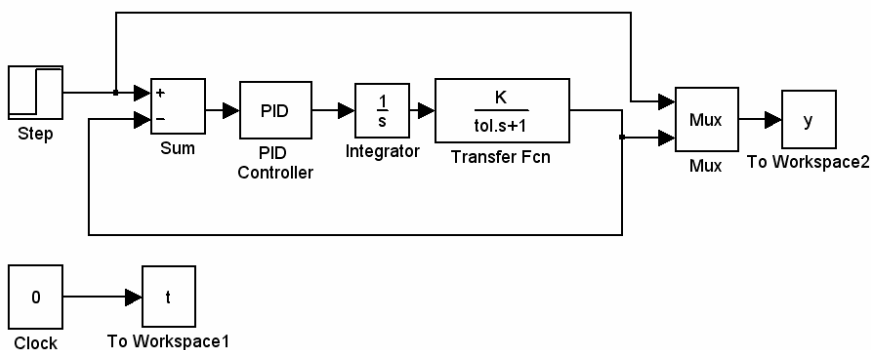 Step
+
−
Sum
PID
PID
Controller
1
s
Integrator
K
tol.s+1
Transfer Fcn
Mux
Mux
y
To Workspace2
0
Clock
t
To Workspace1